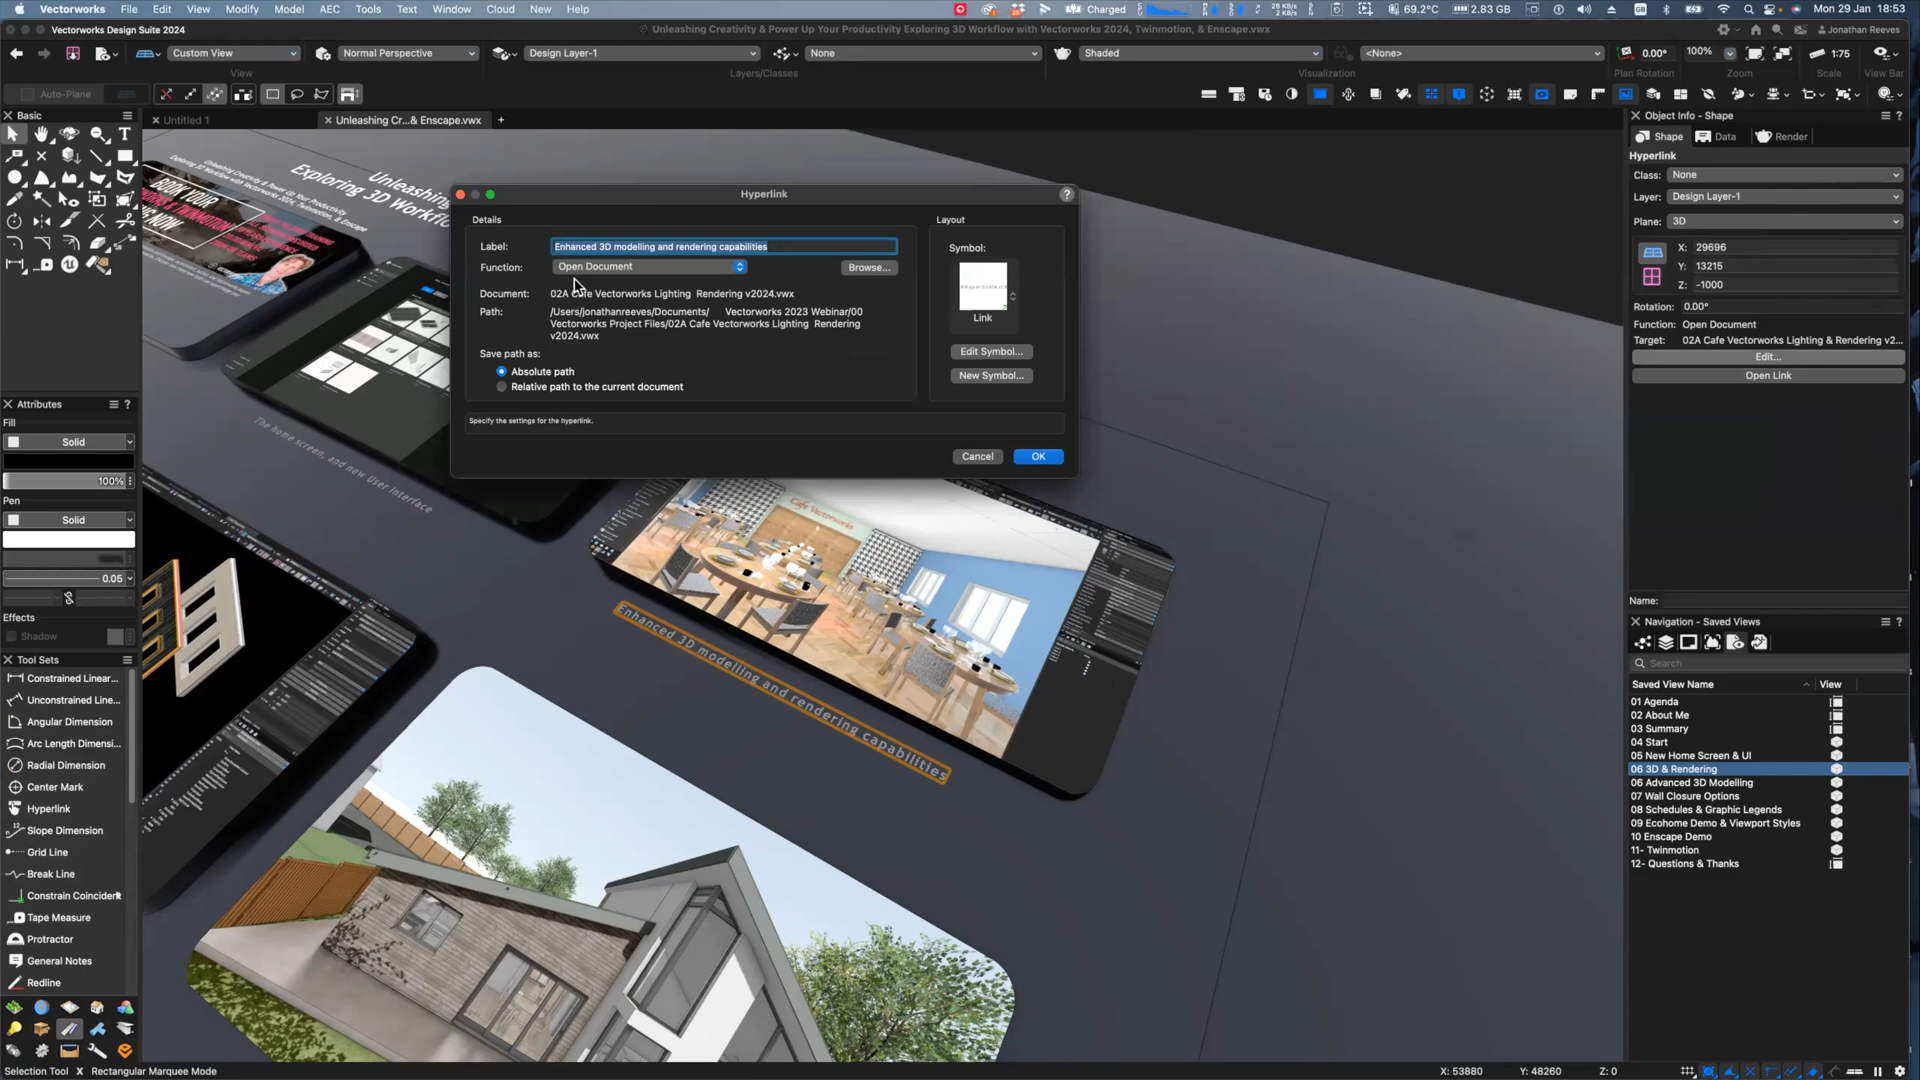 Vectorworks File Edit View Modify Model AEC Tools Text Window Cloud New Help
Charged 26 KB/s 2 KB/s 69.2°C 2.83 GB Mon 29 Jan 18:53
Vectorworks Design Suite 2024
Unleashing Creativity & Power Up Your Productivity Exploring 3D Workflow with Vectorworks 2024, Twinmotion, & Enscape.vwx
Jonathan Reeves
Custom View Normal Perspective Design Layer-1 None Shaded <None> 0.00° 100% 1:75
View Layers/Classes Visualization Plan Rotation Zoom Scale View Bar
Auto-Plane
Basic
Untitled 1
Unleashing Cr...& Enscape.vwx
Attributes
Fill
Solid
100%
Pen
Solid
0.05
Effects
Shadow
Tool Sets
Constrained Linear...
Unconstrained Line...
Angular Dimension
Arc Length Dimensi...
Radial Dimension
Center Mark
Hyperlink
Slope Dimension
Grid Line
Break Line
Constrain Coincident
Tape Measure
Protractor
General Notes
Redline
Selection Tool X Rectangular Marquee Mode
BOOK YOUR
Unleashing
Exploring 3D Workf
The home screen, and new User Interface
Hyperlink
Details
Label: Enhanced 3D modelling and rendering capabilities
Function: Open Document Browse...
Document: 02A Cafe Vectorworks Lighting Rendering v2024.vwx
Path: /Users/jonathanreeves/Documents/ Vectorworks 2023 Webinar/00
Vectorworks Project Files/02A Cafe Vectorworks Lighting Rendering
v2024.vwx
Save path as:
Absolute path
Relative path to the current document
Layout
Symbol:
Link
Edit Symbol...
New Symbol...
Specify the settings for the hyperlink.
Cancel OK
Cafe Vectorworks
Enhanced 3D modelling and rendering capabilities
Object Info - Shape
Shape Data Render
Hyperlink
Class: None
Layer: Design Layer-1
Plane: 3D
X: 29696
Y: 13215
Z: -1000
Rotation: 0.00°
Function: Open Document
Target: 02A Cafe Vectorworks Lighting & Rendering v2...
Edit...
Open Link
Name:
Navigation - Saved Views
Search
Saved View Name View
01 Agenda
02 About Me
03 Summary
04 Start
05 New Home Screen & UI
06 3D & Rendering
06 Advanced 3D Modelling
07 Wall Closure Options
08 Schedules & Graphic Legends
09 Ecohome Demo & Viewport Styles
10 Enscape Demo
11- Twinmotion
12- Questions & Thanks
X: 53880 Y: 48260 Z: 0